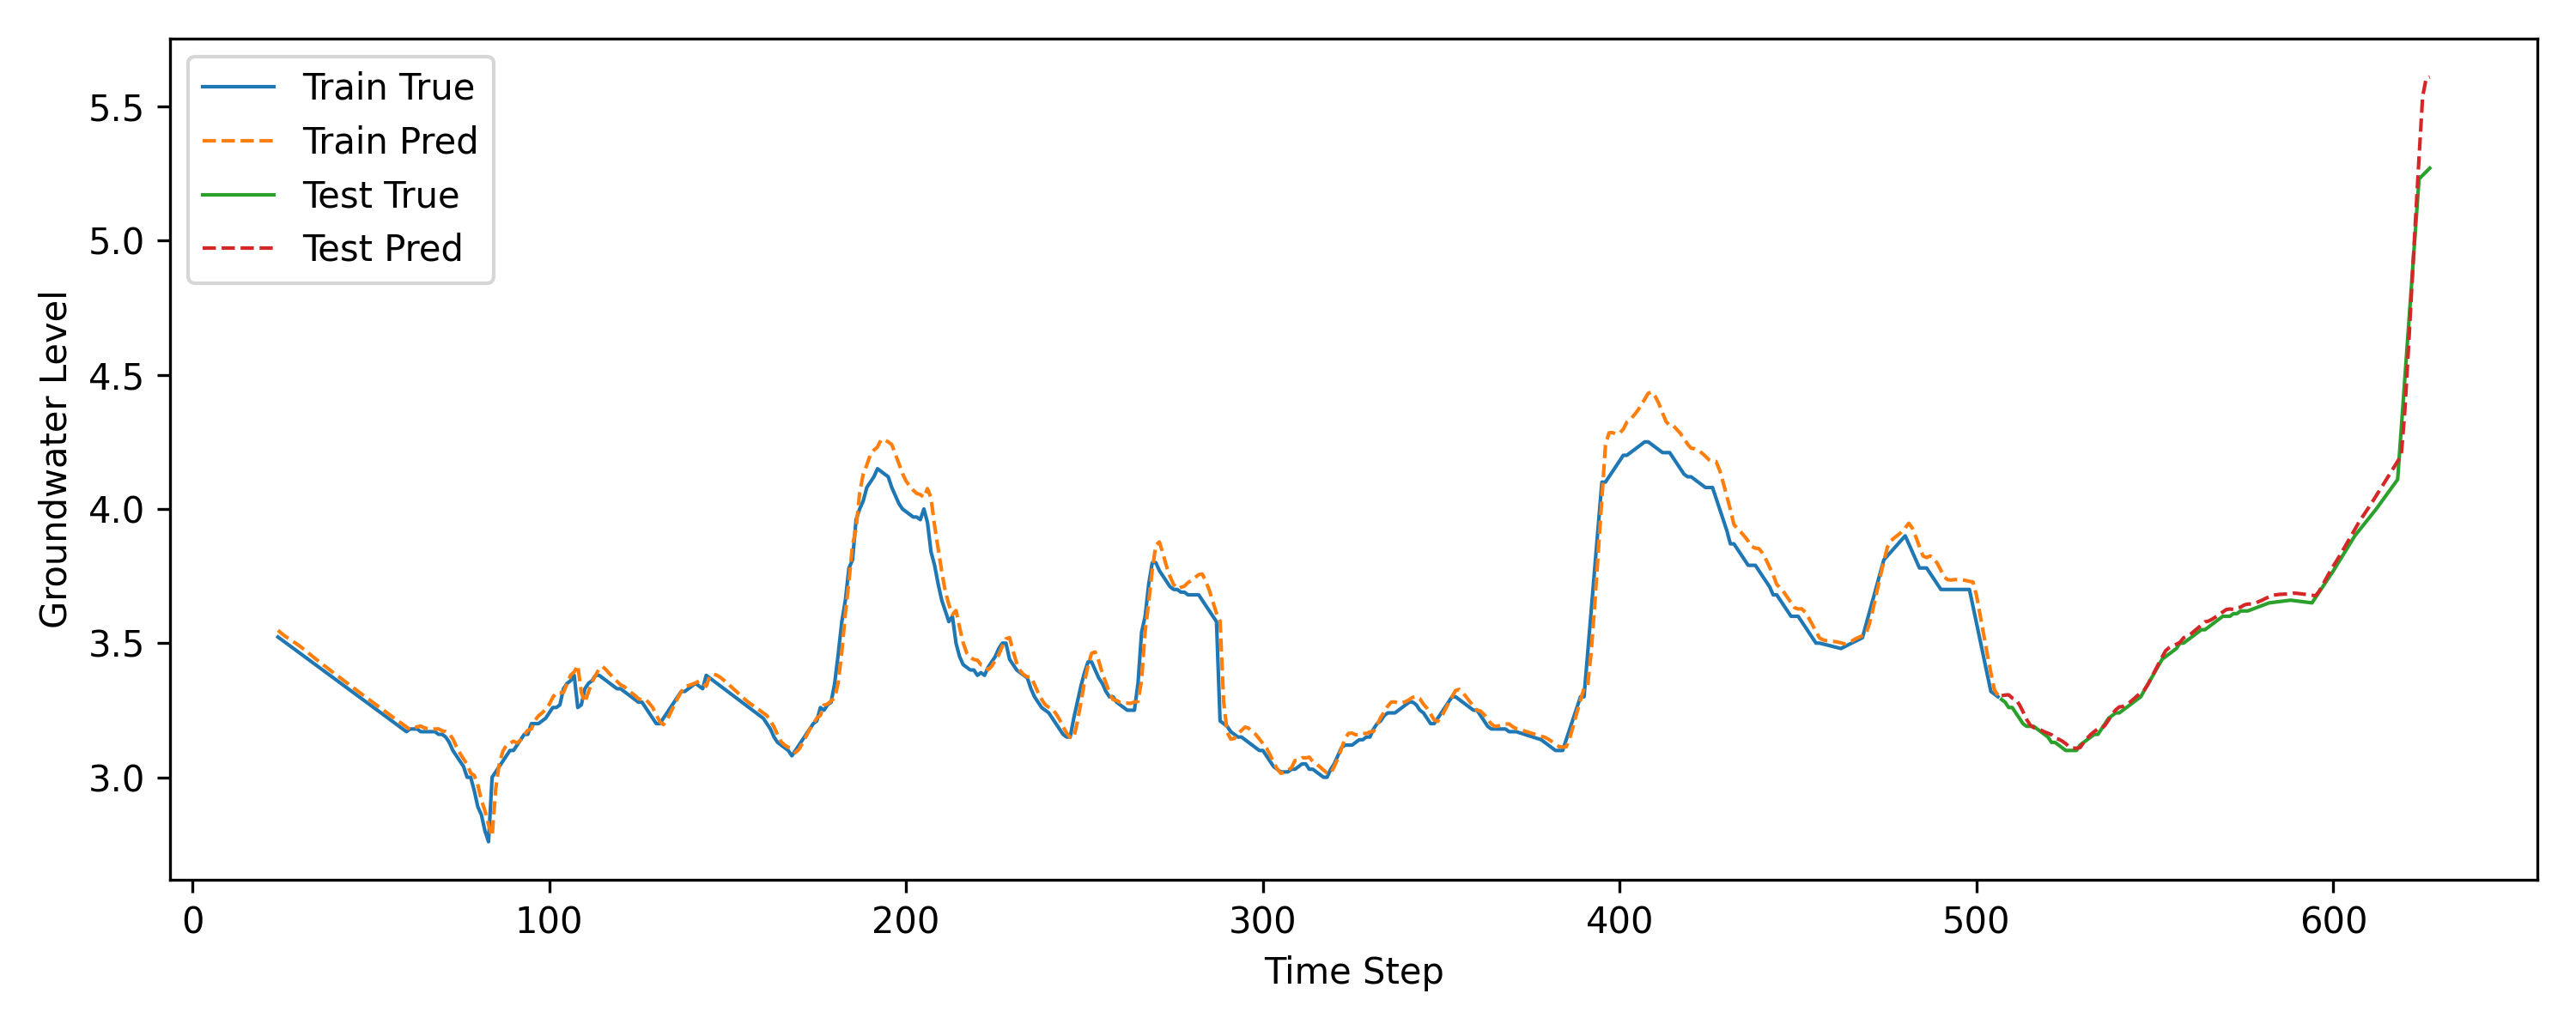 Train True
Train Pred
Test True
Test Pred
5.5
5.0
4.5
4.0
3.5
3.0
Groundwater Level
0 100 200 300 400 500 600
Time Step